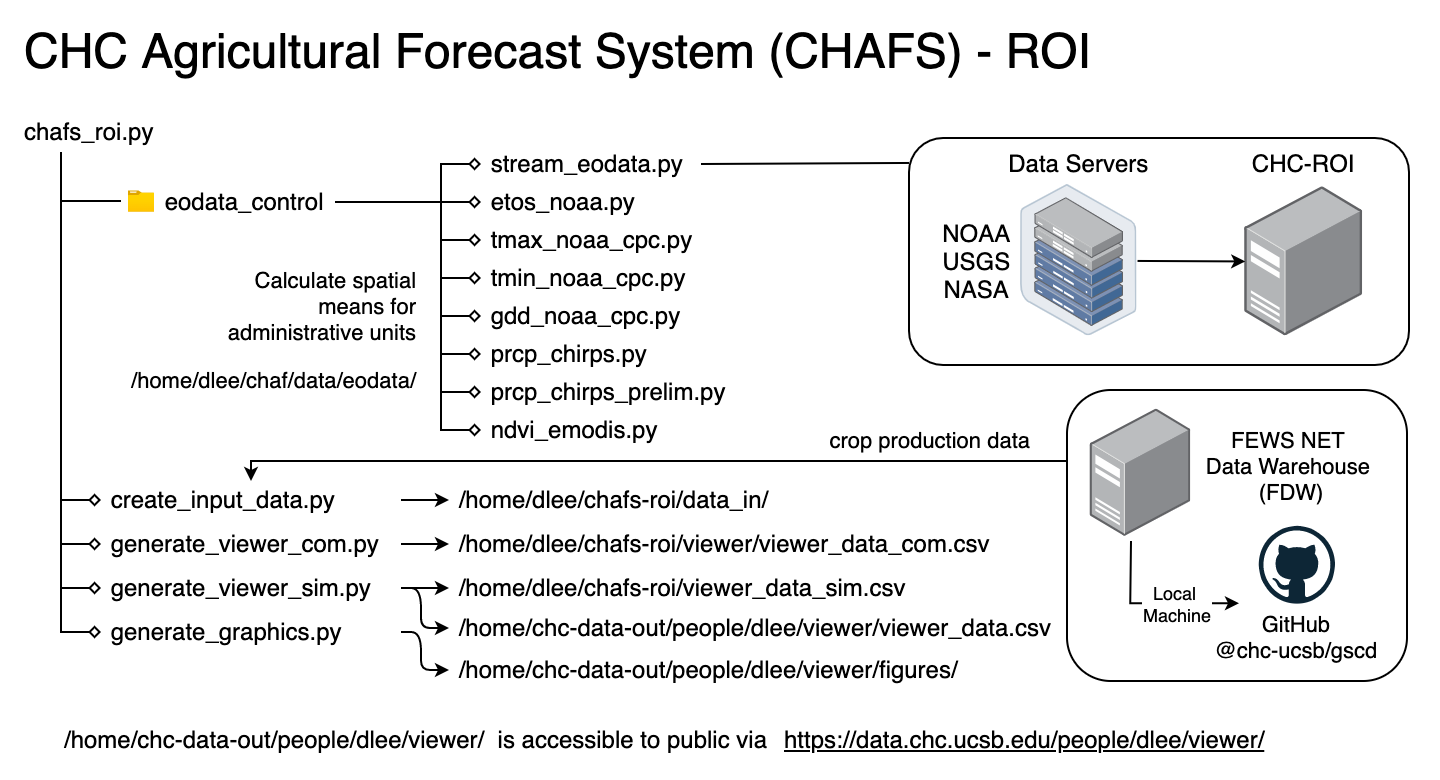 CHC Agricultural Forecast System (CHAFS) - ROI
chafs_roi.py
eodata_control
Calculate spatial
means for
administrative units
/home/dlee/chaf/data/eodata/
stream_eodata.py
etos_noaa.py
tmax_noaa_cpc.py
tmin_noaa_cpc.py
gdd_noaa_cpc.py
prcp_chirps.py
prcp_chirps_prelim.py
ndvi_emodis.py
Data Servers
CHC-ROI
NOAA
USGS
NASA
crop production data
FEWS NET
Data Warehouse
(FDW)
Local
Machine
GitHub
@chc-ucsb/gscd
create_input_data.py
/home/dlee/chafs-roi/data_in/
generate_viewer_com.py
/home/dlee/chafs-roi/viewer/viewer_data_com.csv
generate_viewer_sim.py
/home/dlee/chafs-roi/viewer_data_sim.csv
/home/chc-data-out/people/dlee/viewer/viewer_data.csv
generate_graphics.py
/home/chc-data-out/people/dlee/viewer/figures/
/home/chc-data-out/people/dlee/viewer/ is accessible to public via https://data.chc.ucsb.edu/people/dlee/viewer/